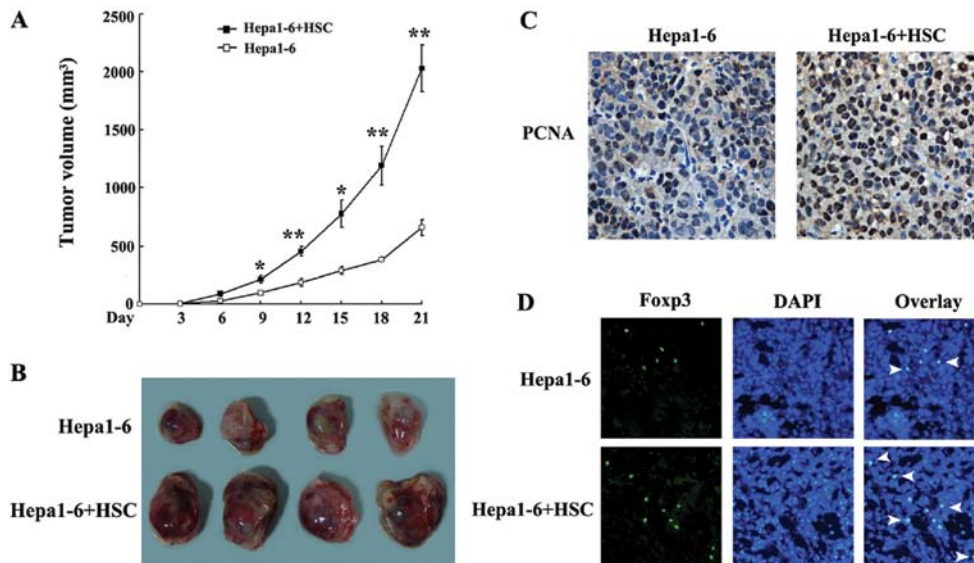 A
Tumor volume (mm³)
2500
2000
1500
1000
500
0
Hepa1-6+HSC
Hepa1-6
*
**
*
**
**
Day
3
6
9
12
15
18
21
B
Hepa1-6
Hepa1-6+HSC
C
Hepa1-6
Hepa1-6+HSC
PCNA
D
Foxp3
DAPI
Overlay
Hepa1-6
Hepa1-6+HSC